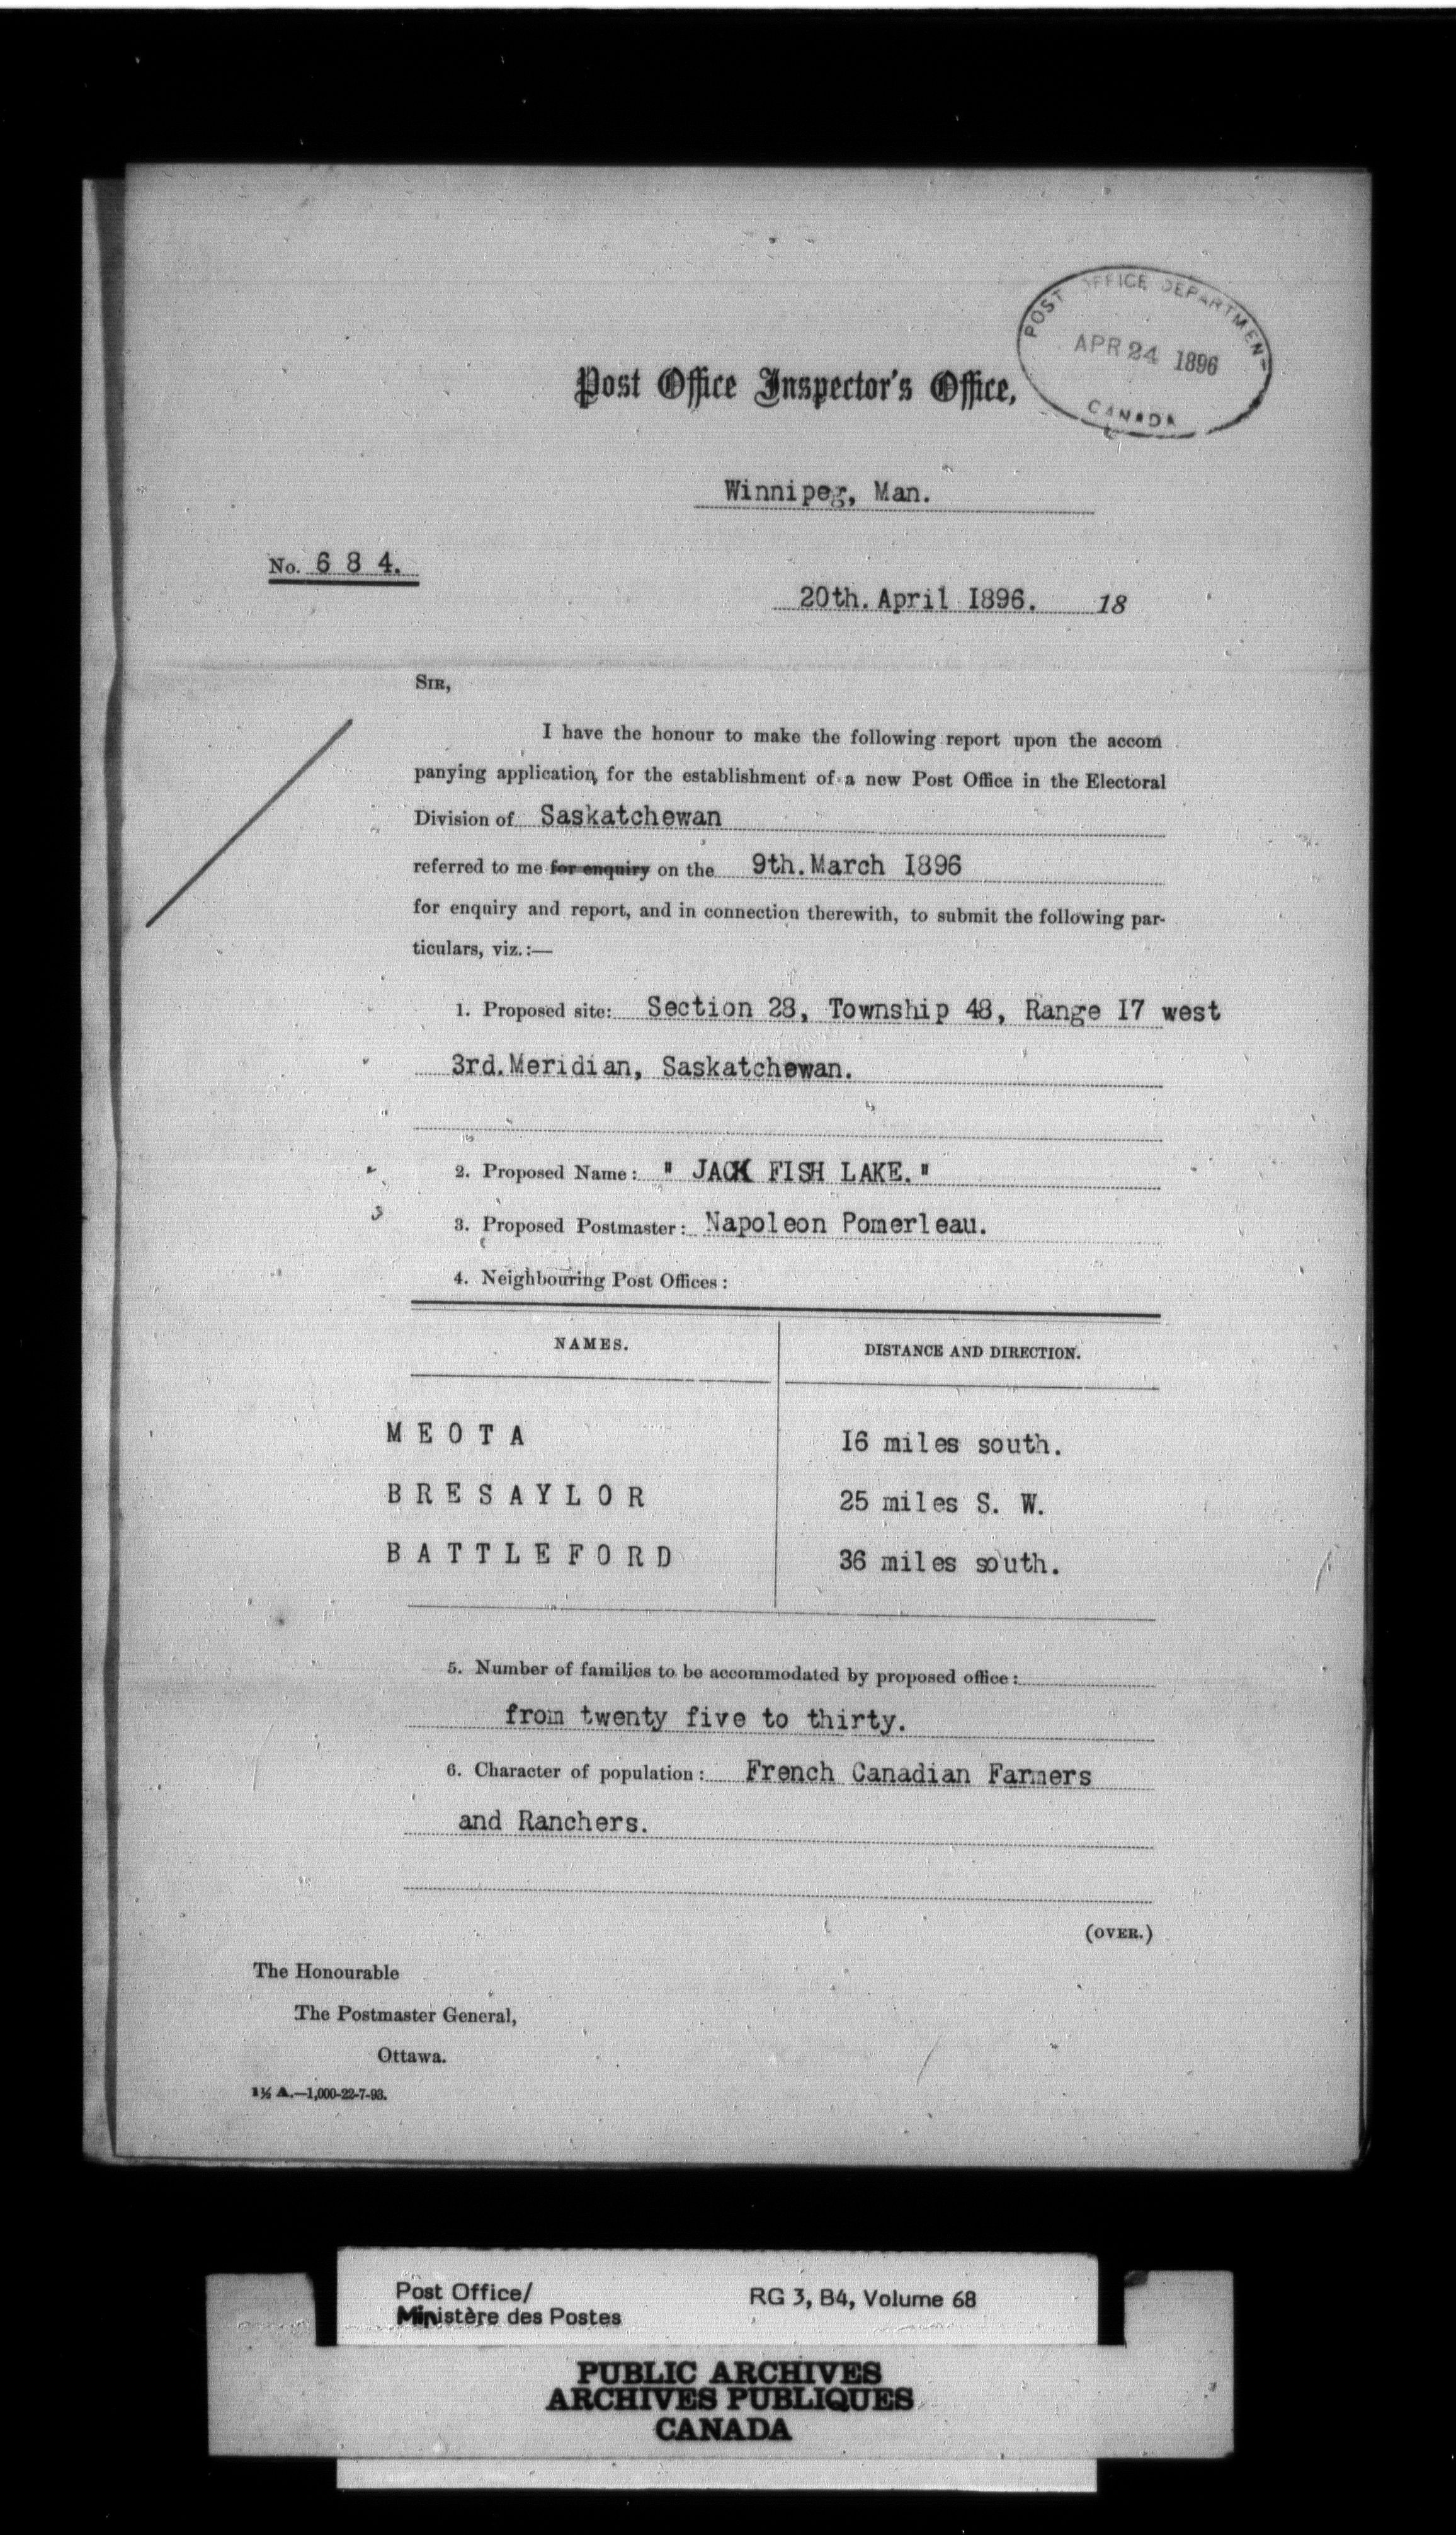 POST OFFICE DEPARTMENT
APR 24 1896
CANADA
Post Office Inspector's Office,
Winnipeg, Man.
No. 6 8 4.
20th. April 1896. 18
SIR,
I have the honour to make the following report upon the accom
panying application, for the establishment of a new Post Office in the Electoral
Division of Saskatchewan
referred to me for enquiry on the 9th. March 1896
for enquiry and report, and in connection therewith, to submit the following par-
ticulars, viz.:—
1. Proposed site: Section 28, Township 48, Range 17 west
3rd. Meridian, Saskatchewan.
2. Proposed Name: " JACK FISH LAKE. "
3. Proposed Postmaster: Napoleon Pomerleau.
4. Neighbouring Post Offices:
NAMES. DISTANCE AND DIRECTION.
M E O T A 16 miles south.
B R E S A Y L O R 25 miles S. W.
B A T T L E F O R D 36 miles south.
5. Number of families to be accommodated by proposed office:
from twenty five to thirty.
6. Character of population: French Canadian Farmers
and Ranchers.
(OVER.)
The Honourable
The Postmaster General,
Ottawa.
1½ A.—1,000-22-7-93.
Post Office/ RG 3, B4, Volume 68
Ministère des Postes
PUBLIC ARCHIVES
ARCHIVES PUBLIQUES
CANADA